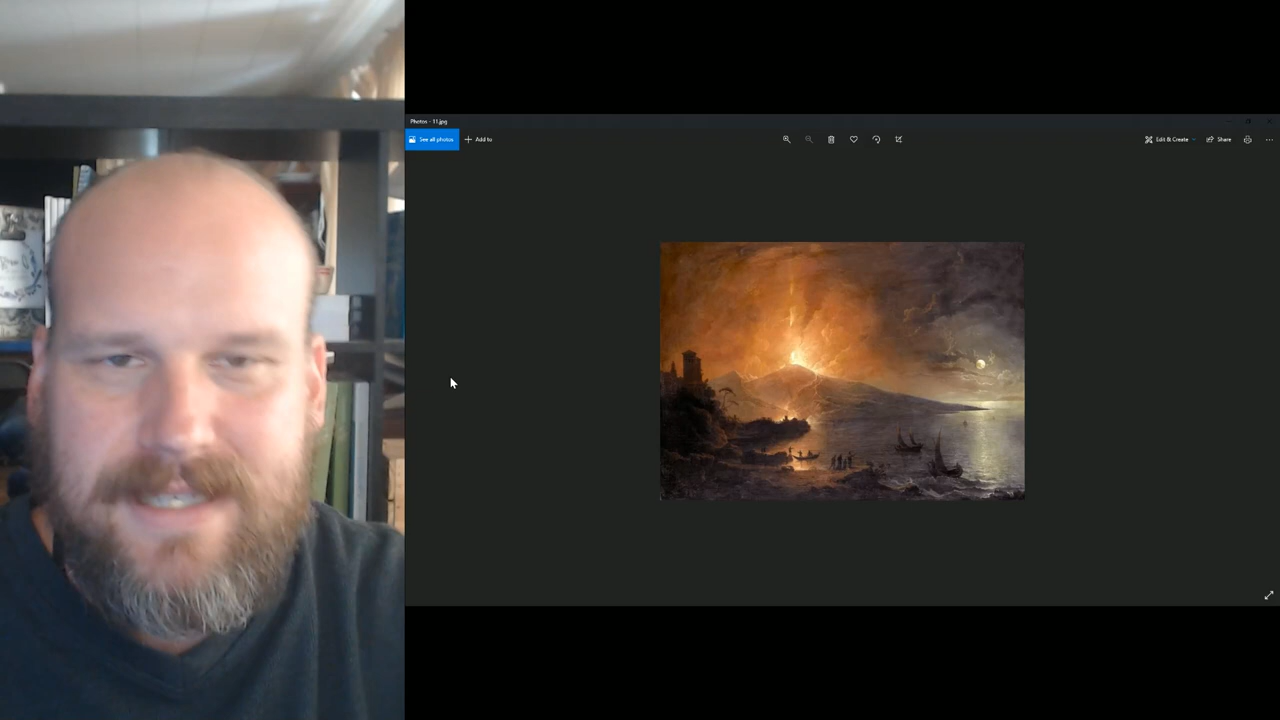 Photos - 11.jpg
See all photos
Add to
Edit & Create
Share